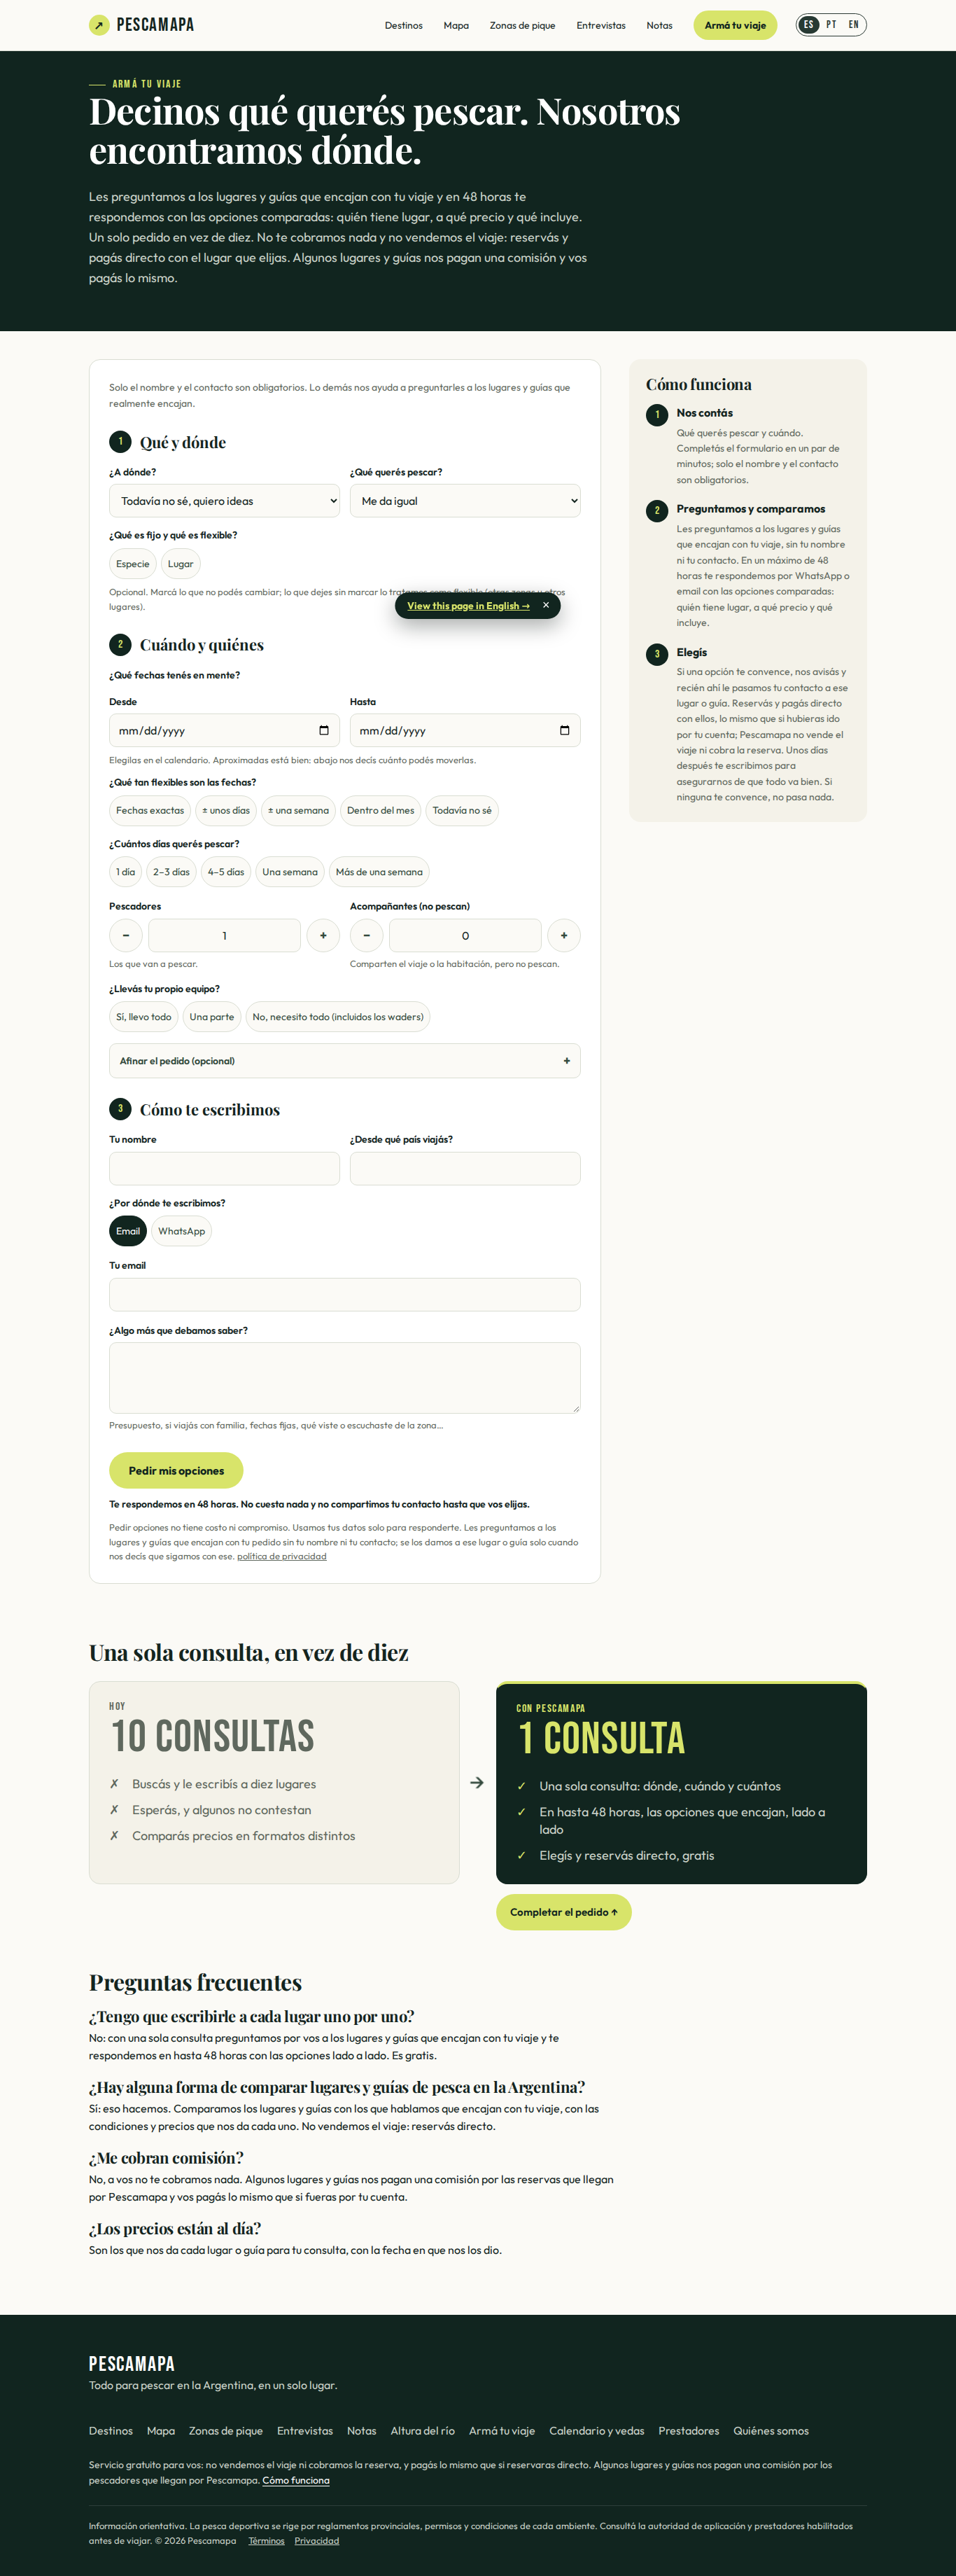 PESCAMAPA
Destinos Mapa Zonas de pique Entrevistas Notas Armá tu viaje ES PT EN
ARMÁ TU VIAJE
Decinos qué querés pescar. Nosotros
encontramos dónde.
Les preguntamos a los lugares y guías que encajan con tu viaje y en 48 horas te
respondemos con las opciones comparadas: quién tiene lugar, a qué precio y qué incluye.
Un solo pedido en vez de diez. No te cobramos nada y no vendemos el viaje: reservás y
pagás directo con el lugar que elijas. Algunos lugares y guías nos pagan una comisión y vos
pagás lo mismo.
Solo el nombre y el contacto son obligatorios. Lo demás nos ayuda a preguntarles a los lugares y guías que
realmente encajan.
1 Qué y dónde
¿A dónde? ¿Qué querés pescar?
Todavía no sé, quiero ideas Me da igual
¿Qué es fijo y qué es flexible?
Especie Lugar
Opcional. Marcá lo que no podés cambiar; lo que dejes sin marcar lo tratamos como flexible (otras zonas y otros
lugares).
View this page in English → ×
2 Cuándo y quiénes
¿Qué fechas tenés en mente?
Desde Hasta
mm/dd/yyyy mm/dd/yyyy
Elegilas en el calendario. Aproximadas está bien: abajo nos decís cuánto podés moverlas.
¿Qué tan flexibles son las fechas?
Fechas exactas ± unos días ± una semana Dentro del mes Todavía no sé
¿Cuántos días querés pescar?
1 día 2–3 días 4–5 días Una semana Más de una semana
Pescadores Acompañantes (no pescan)
− 1 + − 0 +
Los que van a pescar. Comparten el viaje o la habitación, pero no pescan.
¿Llevás tu propio equipo?
Sí, llevo todo Una parte No, necesito todo (incluidos los waders)
Afinar el pedido (opcional) +
3 Cómo te escribimos
Tu nombre ¿Desde qué país viajás?
¿Por dónde te escribimos?
Email WhatsApp
Tu email
¿Algo más que debamos saber?
Presupuesto, si viajás con familia, fechas fijas, qué viste o escuchaste de la zona…
Pedir mis opciones
Te respondemos en 48 horas. No cuesta nada y no compartimos tu contacto hasta que vos elijas.
Pedir opciones no tiene costo ni compromiso. Usamos tus datos solo para responderte. Les preguntamos a los
lugares y guías que encajan con tu pedido sin tu nombre ni tu contacto; se los damos a ese lugar o guía solo cuando
nos decís que sigamos con ese. política de privacidad
Cómo funciona
1 Nos contás
Qué querés pescar y cuándo.
Completás el formulario en un par de
minutos; solo el nombre y el contacto
son obligatorios.
2 Preguntamos y comparamos
Les preguntamos a los lugares y guías
que encajan con tu viaje, sin tu nombre
ni tu contacto. En un máximo de 48
horas te respondemos por WhatsApp o
email con las opciones comparadas:
quién tiene lugar, a qué precio y qué
incluye.
3 Elegís
Si una opción te convence, nos avisás y
recién ahí le pasamos tu contacto a ese
lugar o guía. Reservás y pagás directo
con ellos, lo mismo que si hubieras ido
por tu cuenta; Pescamapa no vende el
viaje ni cobra la reserva. Unos días
después te escribimos para
asegurarnos de que todo va bien. Si
ninguna te convence, no pasa nada.
Una sola consulta, en vez de diez
HOY
10 CONSULTAS
✗ Buscás y le escribís a diez lugares
✗ Esperás, y algunos no contestan
✗ Comparás precios en formatos distintos
→
CON PESCAMAPA
1 CONSULTA
✓ Una sola consulta: dónde, cuándo y cuántos
✓ En hasta 48 horas, las opciones que encajan, lado a
lado
✓ Elegís y reservás directo, gratis
Completar el pedido ↑
Preguntas frecuentes
¿Tengo que escribirle a cada lugar uno por uno?
No: con una sola consulta preguntamos por vos a los lugares y guías que encajan con tu viaje y te
respondemos en hasta 48 horas con las opciones lado a lado. Es gratis.
¿Hay alguna forma de comparar lugares y guías de pesca en la Argentina?
Sí: eso hacemos. Comparamos los lugares y guías con los que hablamos que encajan con tu viaje, con las
condiciones y precios que nos da cada uno. No vendemos el viaje: reservás directo.
¿Me cobran comisión?
No, a vos no te cobramos nada. Algunos lugares y guías nos pagan una comisión por las reservas que llegan
por Pescamapa y vos pagás lo mismo que si fueras por tu cuenta.
¿Los precios están al día?
Son los que nos da cada lugar o guía para tu consulta, con la fecha en que nos los dio.
PESCAMAPA
Todo para pescar en la Argentina, en un solo lugar.
Destinos Mapa Zonas de pique Entrevistas Notas Altura del río Armá tu viaje Calendario y vedas Prestadores Quiénes somos
Servicio gratuito para vos: no vendemos el viaje ni cobramos la reserva, y pagás lo mismo que si reservaras directo. Algunos lugares y guías nos pagan una comisión por los
pescadores que llegan por Pescamapa. Cómo funciona
Información orientativa. La pesca deportiva se rige por reglamentos provinciales, permisos y condiciones de cada ambiente. Consultá la autoridad de aplicación y prestadores habilitados
antes de viajar. © 2026 Pescamapa Términos Privacidad